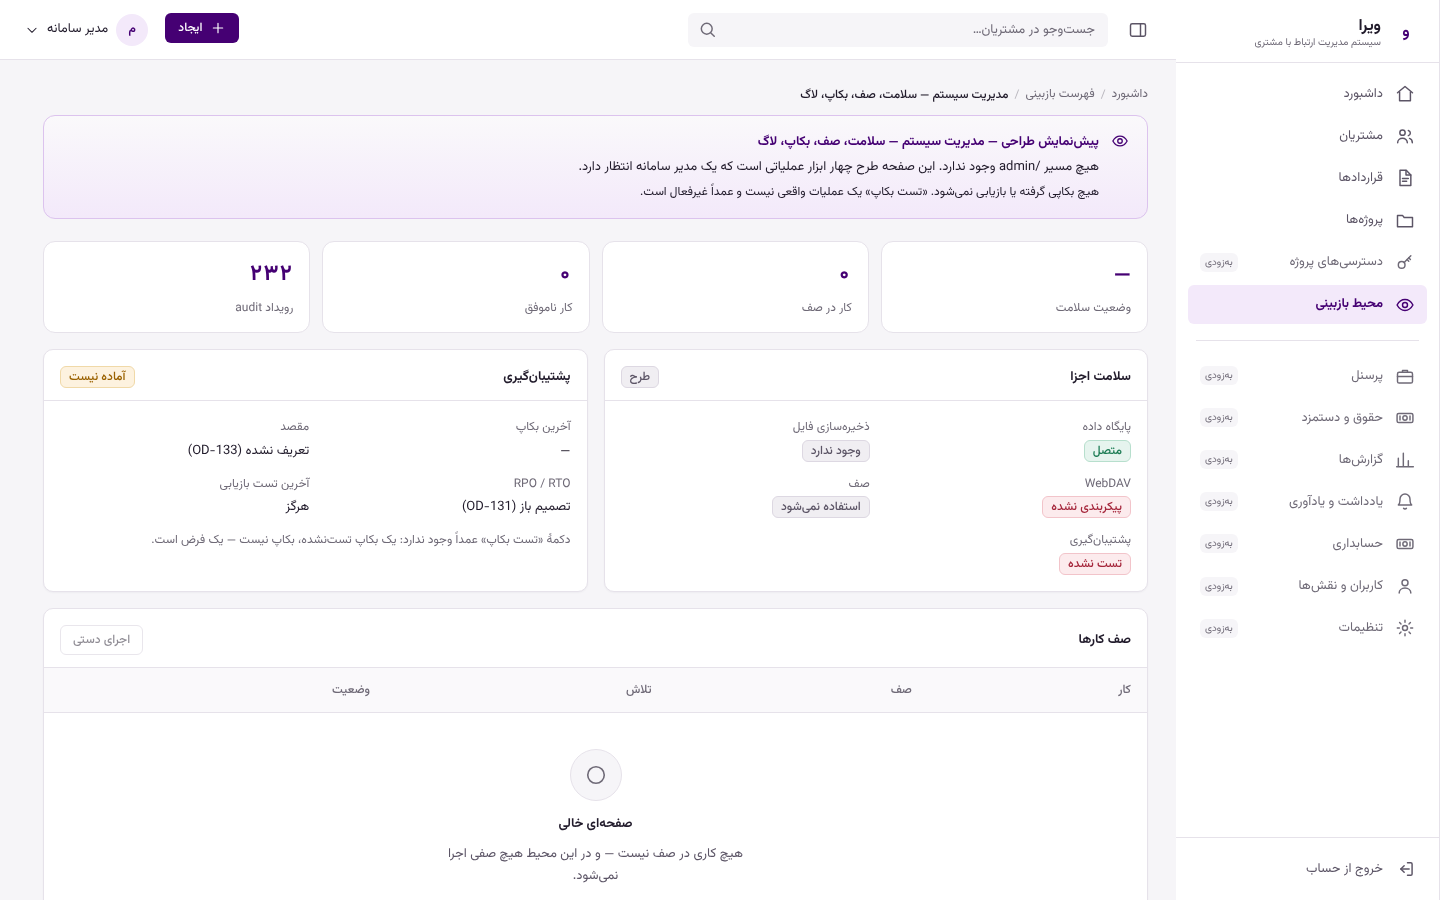 و
ویرا
سیستم مدیریت ارتباط با مشتری
داشبورد
مشتریان
قراردادها
پروژه‌ها
دسترسی‌های پروژه
به‌زودی
محیط بازبینی
پرسنل
به‌زودی
حقوق و دستمزد
به‌زودی
گزارش‌ها
به‌زودی
یادداشت و یادآوری
به‌زودی
حسابداری
به‌زودی
کاربران و نقش‌ها
به‌زودی
تنظیمات
به‌زودی
خروج از حساب
جست‌وجو در مشتریان...
ایجاد
م
مدیر سامانه
داشبورد / فهرست بازبینی / مدیریت سیستم — سلامت، صف، بکاپ، لاگ
پیش‌نمایش طراحی — مدیریت سیستم — سلامت، صف، بکاپ، لاگ
هیچ مسیر /admin وجود ندارد. این صفحه طرح چهار ابزار عملیاتی است که یک مدیر سامانه انتظار دارد.
هیچ بکاپی گرفته یا بازیابی نمی‌شود. «تست بکاپ» یک عملیات واقعی نیست و عمداً غیرفعال است.
—
وضعیت سلامت
۰
کار در صف
۰
کار ناموفق
۲۳۲
رویداد audit
سلامت اجزا
طرح
پایگاه داده
متصل
ذخیره‌سازی فایل
وجود ندارد
WebDAV
پیکربندی نشده
صف
استفاده نمی‌شود
پشتیبان‌گیری
تست نشده
پشتیبان‌گیری
آماده نیست
آخرین بکاپ
—
مقصد
تعریف نشده (OD-133)
RPO / RTO
تصمیم باز (OD-131)
آخرین تست بازیابی
هرگز
دکمهٔ «تست بکاپ» عمداً وجود ندارد: یک بکاپ تست‌نشده، بکاپ نیست — یک فرض است.
صف کارها
اجرای دستی
کار
صف
تلاش
وضعیت
صفحه‌ای خالی
هیچ کاری در صف نیست — و در این محیط هیچ صفی اجرا
نمی‌شود.